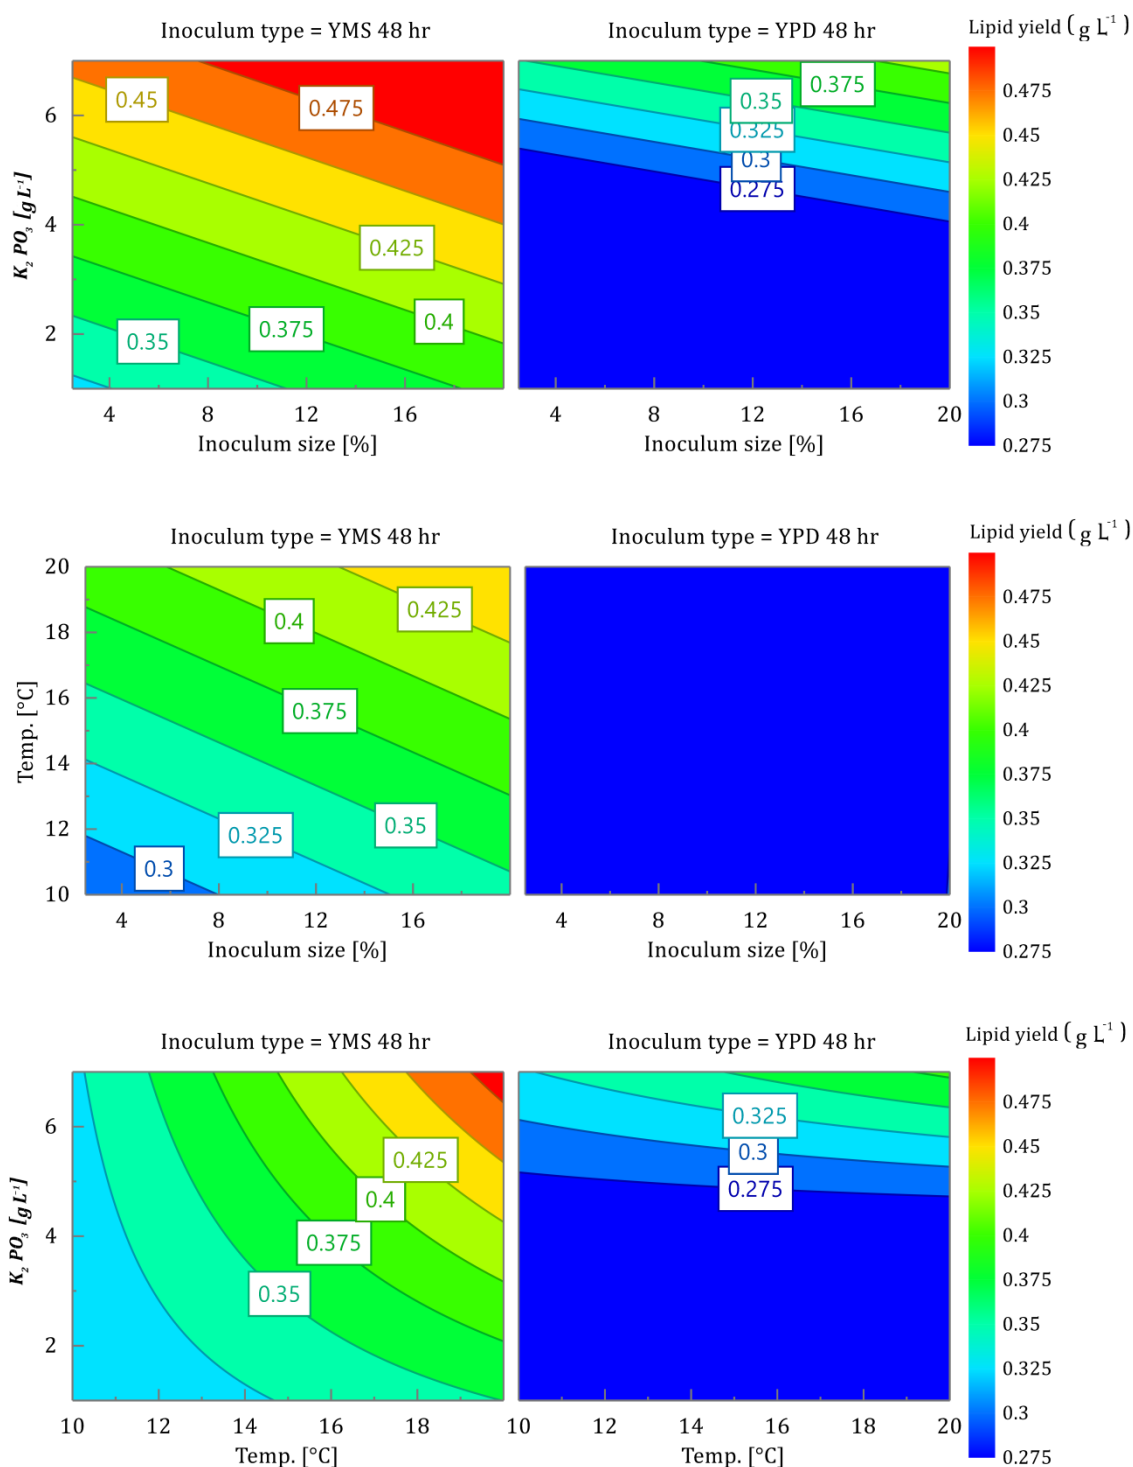 Inoculum type = YMS 48 hr
Inoculum type = YPD 48 hr
Lipid yield ( g L⁻¹ )
0.45
0.475
0.425
0.35
0.375
0.4
6
4
2
K₂ PO₃ [g L⁻¹]
4 8 12 16
Inoculum size [%]
0.375
0.35
0.325
0.3
0.275
4 8 12 16 20
Inoculum size [%]
0.475
0.45
0.425
0.4
0.375
0.35
0.325
0.3
0.275
Inoculum type = YMS 48 hr
Inoculum type = YPD 48 hr
Lipid yield ( g L⁻¹ )
20
18
16
14
12
10
Temp. [°C]
0.425
0.4
0.375
0.35
0.325
0.3
4 8 12 16
Inoculum size [%]
4 8 12 16 20
Inoculum size [%]
0.475
0.45
0.425
0.4
0.375
0.35
0.325
0.3
0.275
Inoculum type = YMS 48 hr
Inoculum type = YPD 48 hr
Lipid yield ( g L⁻¹ )
6
4
2
K₂ PO₃ [g L⁻¹]
0.425
0.4
0.375
0.35
10 12 14 16 18
Temp. [°C]
0.325
0.3
0.275
10 12 14 16 18 20
Temp. [°C]
0.475
0.45
0.425
0.4
0.375
0.35
0.325
0.3
0.275